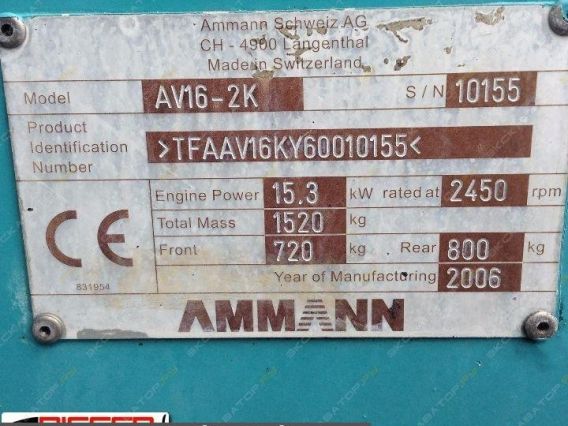 Ammann Schweiz AG
CH - 4900 Langenthal
Made in Switzerland
Model AV16-2K S/N 10155
Product
Identification >TFAAV16KY60010155<
Number
Engine Power 15.3 kW rated at 2450 rpm
Total Mass 1520 kg
Front 720 kg Rear 800 kg
Year of Manufacturing 2006
CE
831954
AMMANN